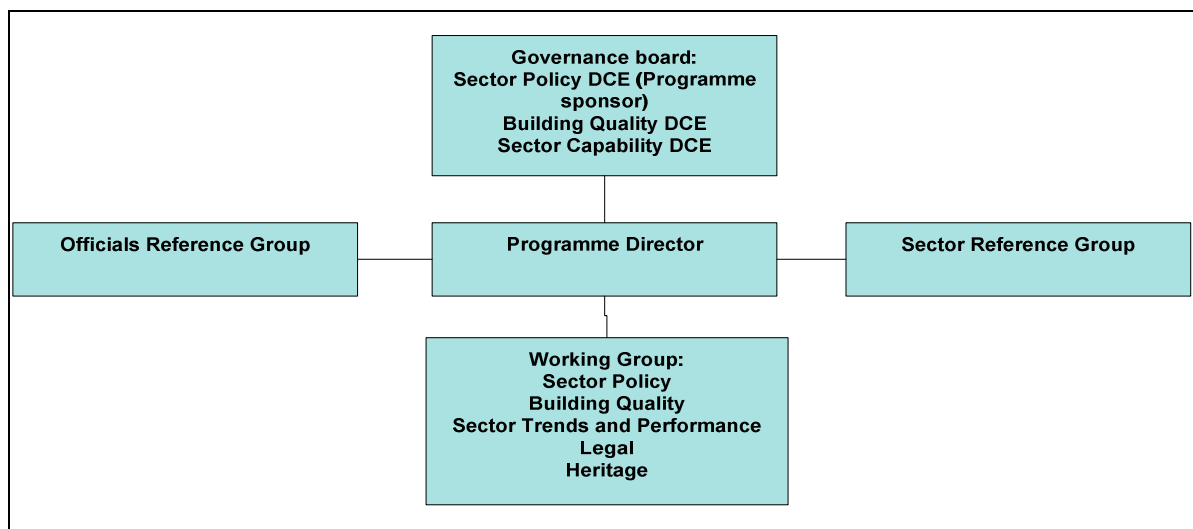 Governance board:
Sector Policy DCE (Programme
sponsor)
Building Quality DCE
Sector Capability DCE
Officials Reference Group
Programme Director
Sector Reference Group
Working Group:
Sector Policy
Building Quality
Sector Trends and Performance
Legal
Heritage